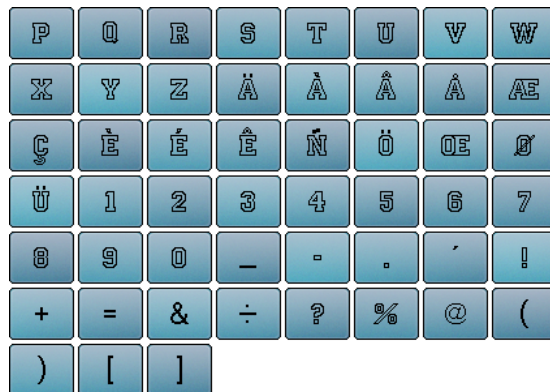 P Q R S T U V W
X Y Z Ä À Â Å Æ
Ç È É Ê Ñ Ö Œ Ø
Ü 1 2 3 4 5 6 7
8 9 0 _ - . ´ !
+ = & ÷ ? % @ (
) [ ]